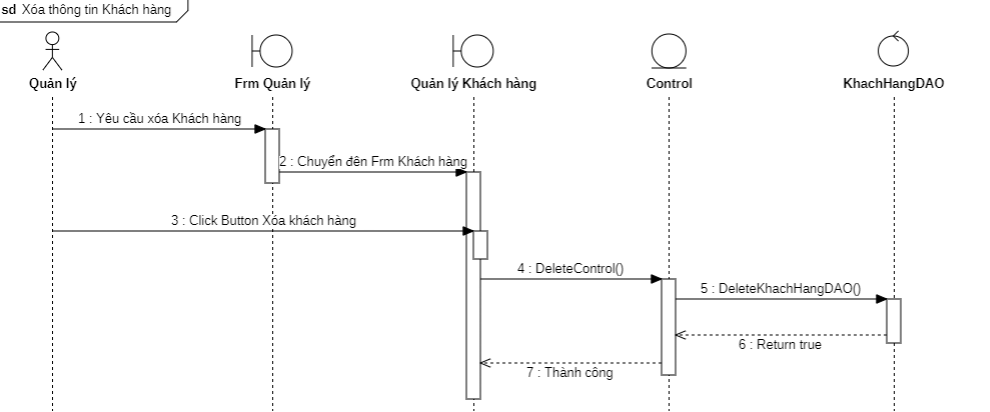 sd Xóa thông tin Khách hàng
Quản lý
Frm Quản lý
Quản lý Khách hàng
Control
KhachHangDAO
1 : Yêu cầu xóa Khách hàng
2 : Chuyển đên Frm Khách hàng
3 : Click Button Xóa khách hàng
4 : DeleteControl()
5 : DeleteKhachHangDAO()
6 : Return true
7 : Thành công